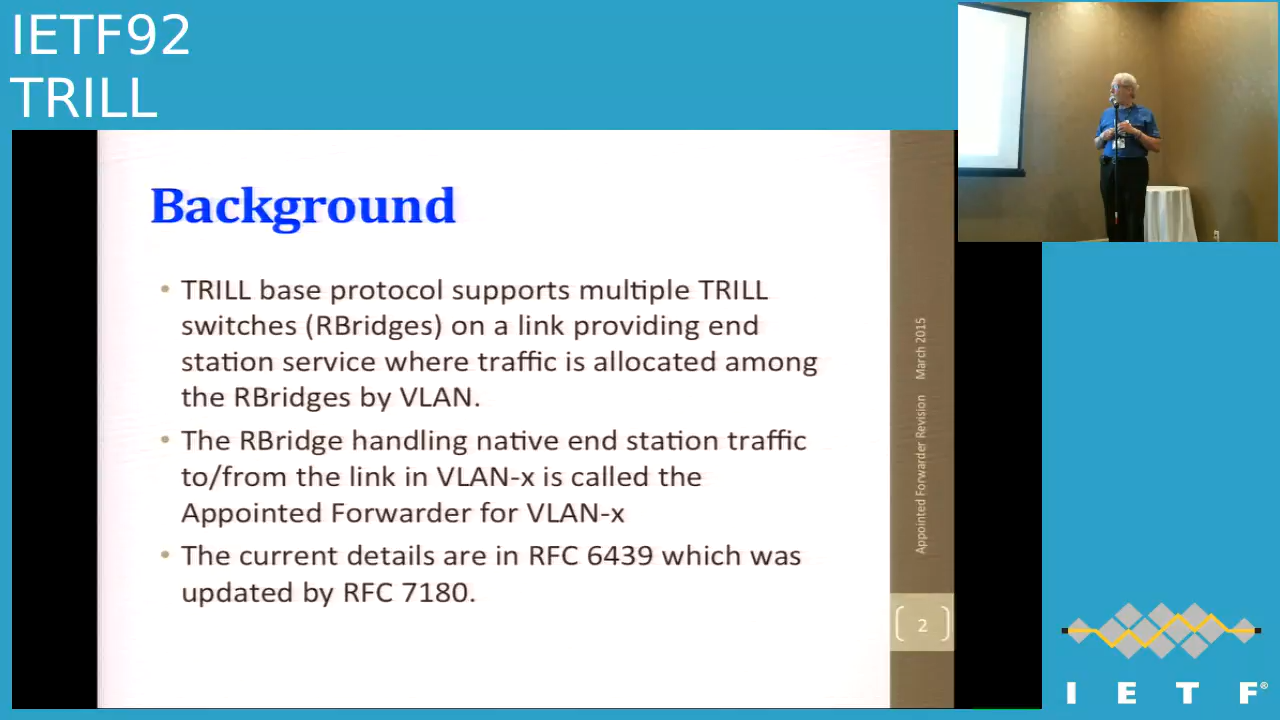 IETF92
TRILL
Background
• TRILL base protocol supports multiple TRILL
switches (RBridges) on a link providing end
station service where traffic is allocated among
the RBridges by VLAN.
• The RBridge handling native end station traffic
to/from the link in VLAN-x is called the
Appointed Forwarder for VLAN-x
• The current details are in RFC 6439 which was
updated by RFC 7180.
Appointed Forwarder Revision March 2015
2
I E T F®